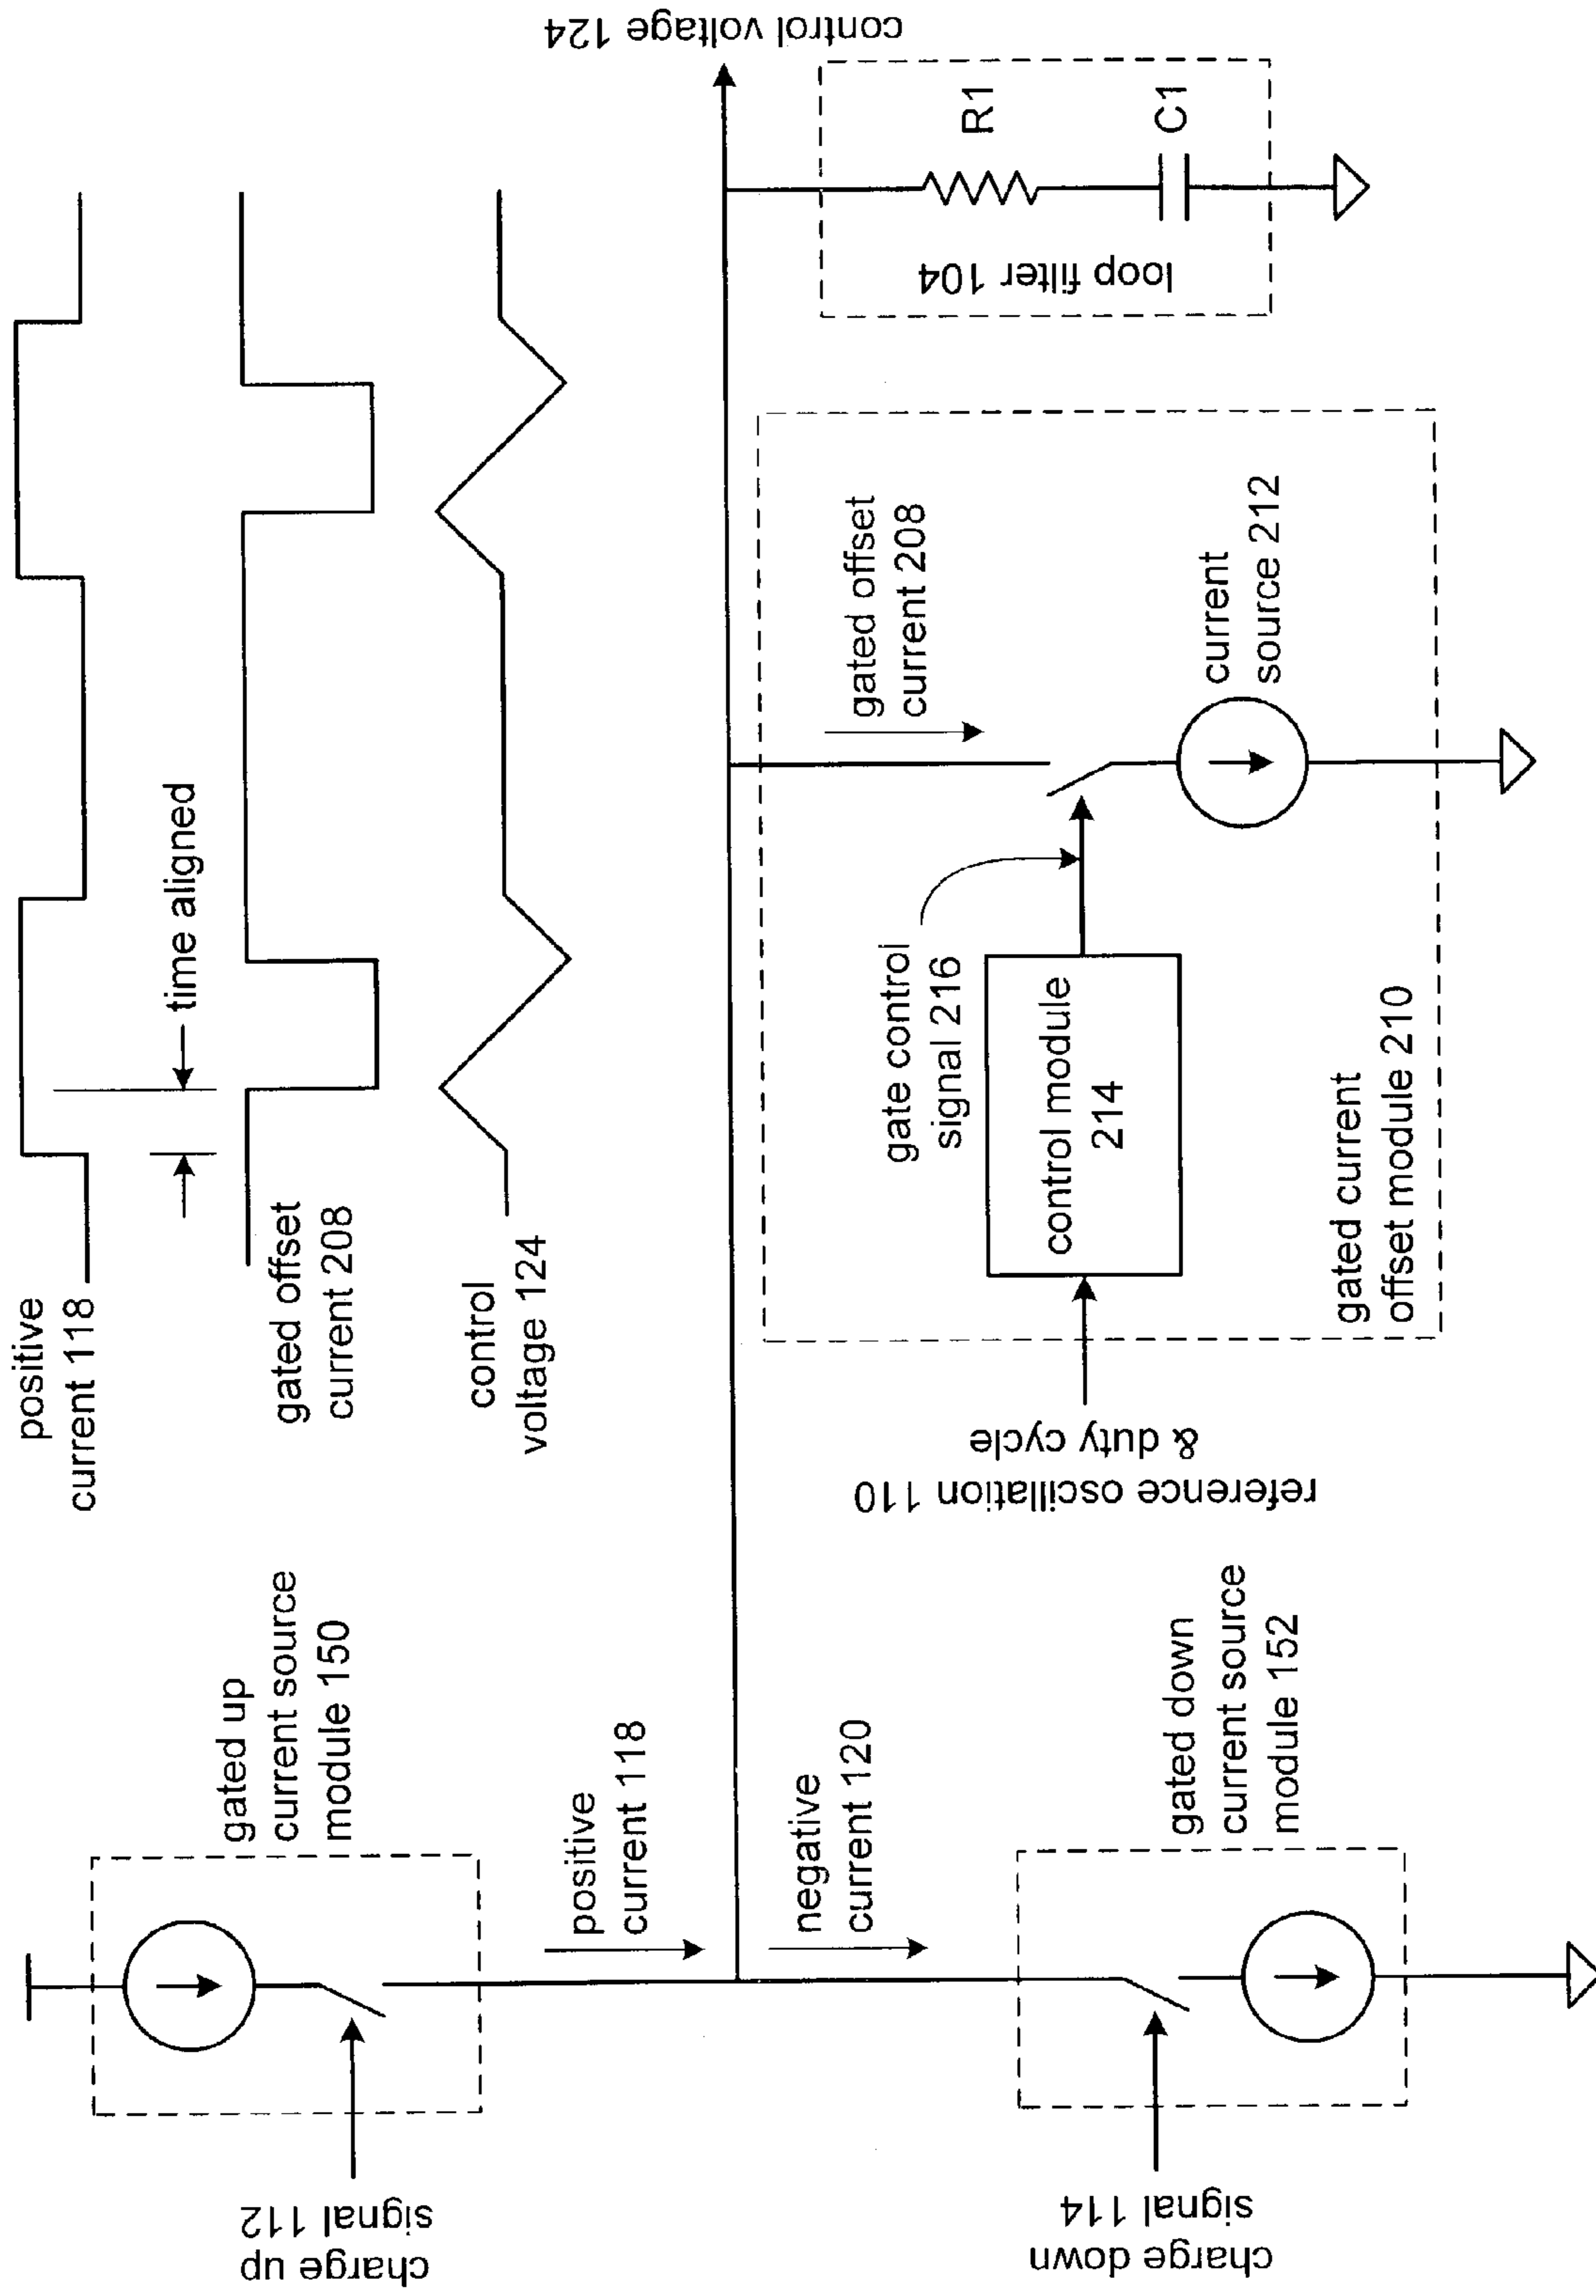 positive
current 118
gated offset
current 208
control
voltage 124
time aligned
charge up
signal 112
gated up
current source
module 150
positive
current 118
negative
current 120
charge down
signal 114
gated down
current source
module 152
reference oscillation 110
& duty cycle
control module
214
gate control
signal 216
gated offset
current 208
current
source 212
gated current
offset module 210
loop filter 104
R1
C1
control voltage 124